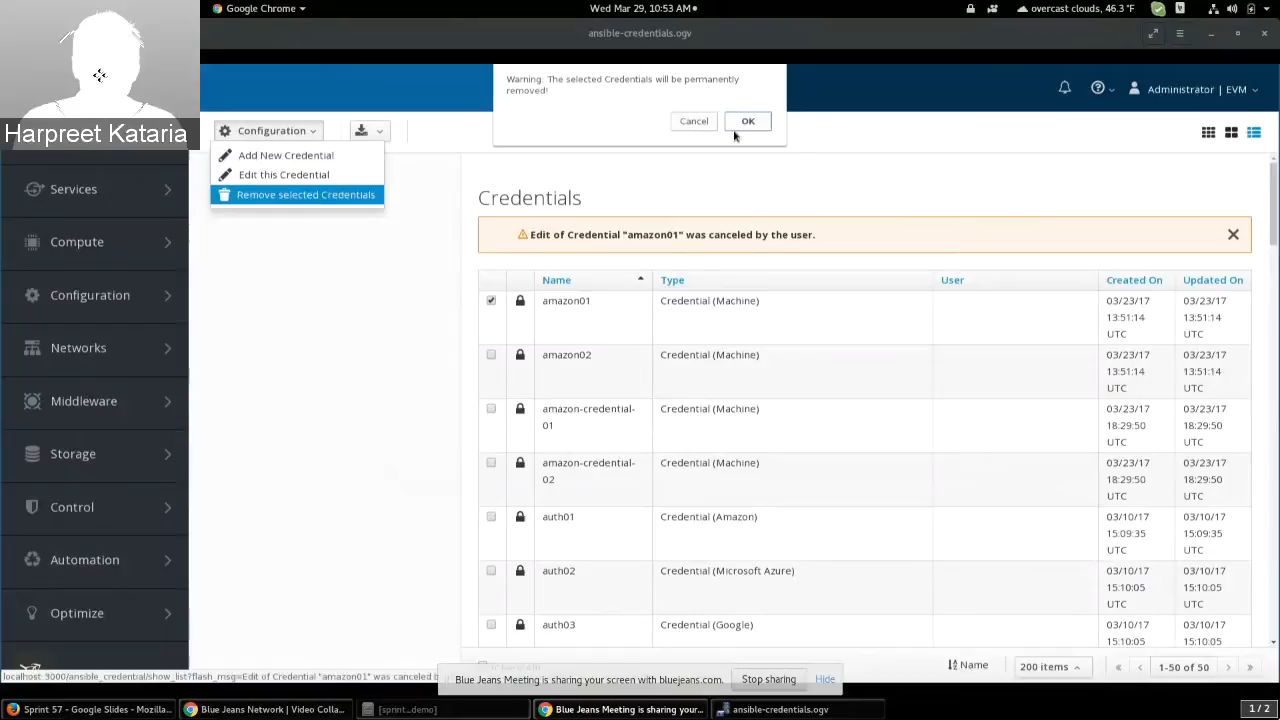 Google Chrome
Wed Mar 29, 10:53 AM
overcast clouds, 46.3 °F
ansible-credentials.ogv
Harpreet Kataria
Warning: The selected Credentials will be permanently
removed!
Cancel
OK
Administrator | EVM
Configuration
Add New Credential
Edit this Credential
Remove selected Credentials
Services
Compute
Configuration
Networks
Middleware
Storage
Control
Automation
Optimize
Credentials
Edit of Credential "amazon01" was canceled by the user.
Name Type User Created On Updated On
amazon01 Credential (Machine) 03/23/17 03/23/17
13:51:14 13:51:14
UTC UTC
amazon02 Credential (Machine) 03/23/17 03/23/17
13:51:14 13:51:14
UTC UTC
amazon-credential- Credential (Machine) 03/23/17 03/23/17
01 18:29:50 18:29:50
UTC UTC
amazon-credential- Credential (Machine) 03/23/17 03/23/17
02 18:29:50 18:29:50
UTC UTC
auth01 Credential (Amazon) 03/10/17 03/10/17
15:09:35 15:09:35
UTC UTC
auth02 Credential (Microsoft Azure) 03/10/17 03/10/17
15:10:05 15:10:05
UTC UTC
auth03 Credential (Google) 03/10/17 03/10/17
15:10:05 15:10:05
Name
200 items
1-50 of 50
localhost:3000/ansible_credential/show_list?flash_msg=Edit of Credential "amazon01" was canceled b
Blue Jeans Meeting is sharing your screen with bluejeans.com.
Stop sharing
Hide
Sprint 57 - Google Slides - Mozilla...
Blue Jeans Network | Video Colla...
[sprint_demo]
Blue Jeans Meeting is sharing your...
ansible-credentials.ogv
1 / 2